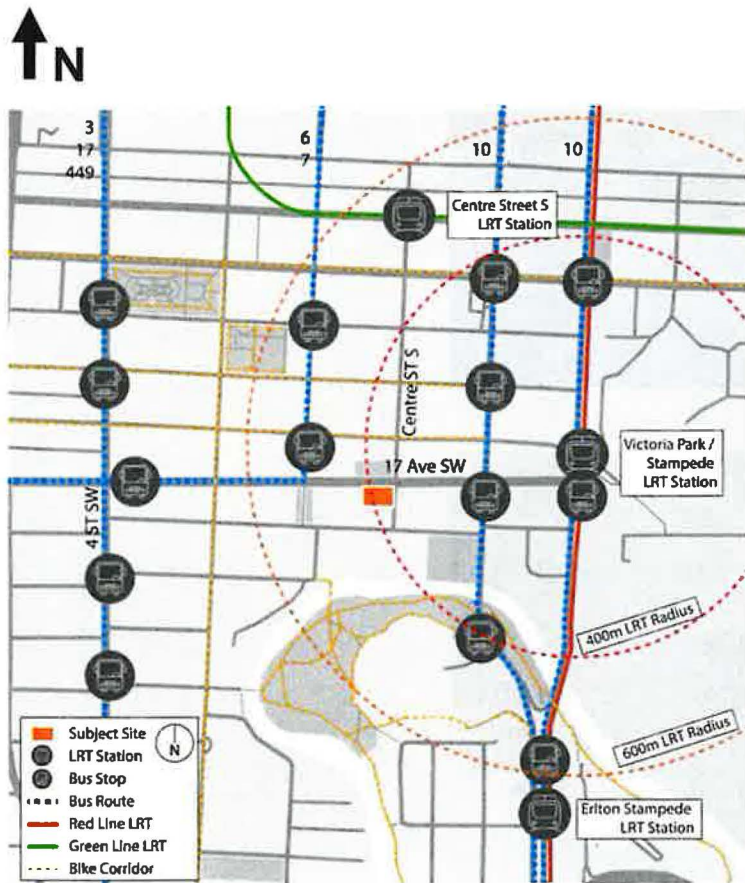 N
3
17
449
6
7
10
10
Centre Street S
LRT Station
Centre ST S
17 Ave SW
Victoria Park /
Stampede
LRT Station
4 ST SW
400m LRT Radius
600m LRT Radius
Subject Site
N
LRT Station
Bus Stop
Bus Route
Red Line LRT
Green Line LRT
Bike Corridor
Erlton Stampede
LRT Station